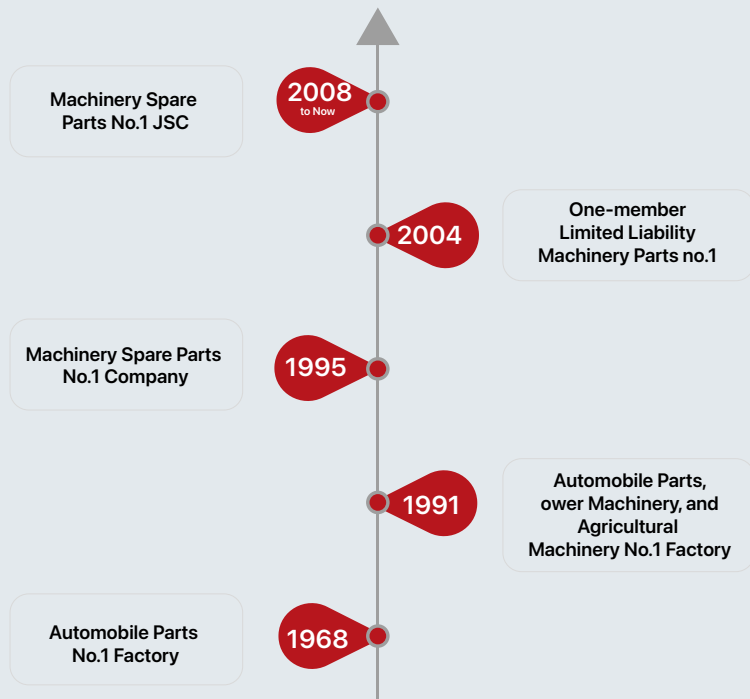 Machinery Spare
Parts No.1 JSC
2008
to Now
2004
One-member
Limited Liability
Machinery Parts no.1
Machinery Spare Parts
No.1 Company
1995
1991
Automobile Parts,
ower Machinery, and
Agricultural
Machinery No.1 Factory
Automobile Parts
No.1 Factory
1968